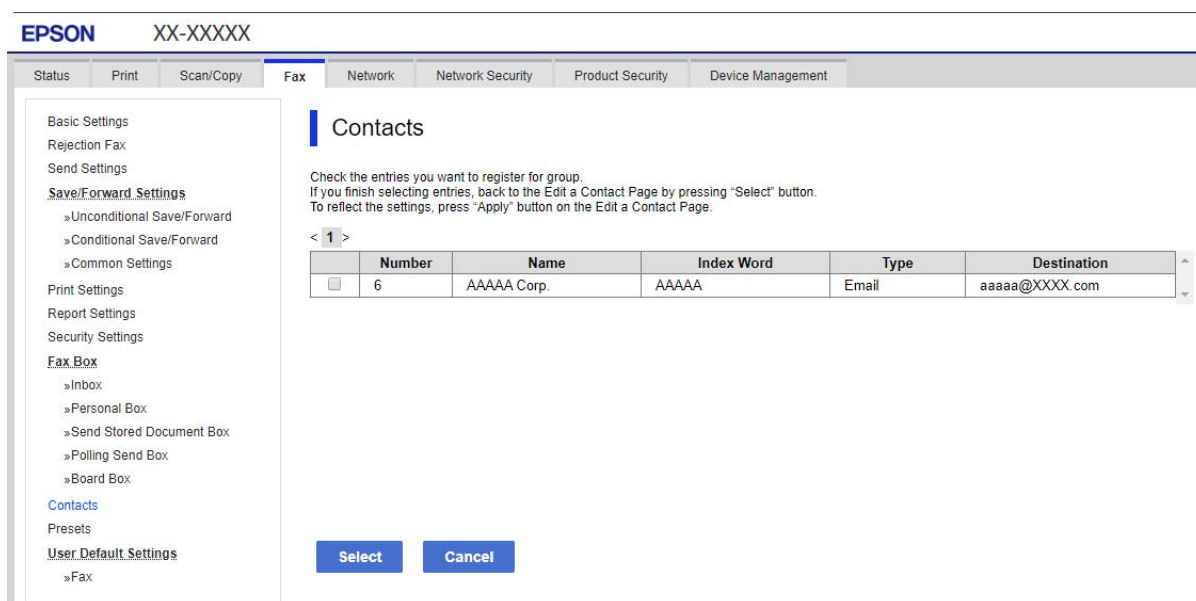 EPSON XX-XXXXX
Status Print Scan/Copy Fax Network Network Security Product Security Device Management
Basic Settings
Rejection Fax
Send Settings
Save/Forward Settings
»Unconditional Save/Forward
»Conditional Save/Forward
»Common Settings
Print Settings
Report Settings
Security Settings
Fax Box
»Inbox
»Personal Box
»Send Stored Document Box
»Polling Send Box
»Board Box
Contacts
Presets
User Default Settings
»Fax
Contacts
Check the entries you want to register for group.
If you finish selecting entries, back to the Edit a Contact Page by pressing “Select” button.
To reflect the settings, press “Apply” button on the Edit a Contact Page.
< 1 >
Number Name Index Word Type Destination
6 AAAAA Corp. AAAAA Email aaaaa@XXXX.com
Select Cancel